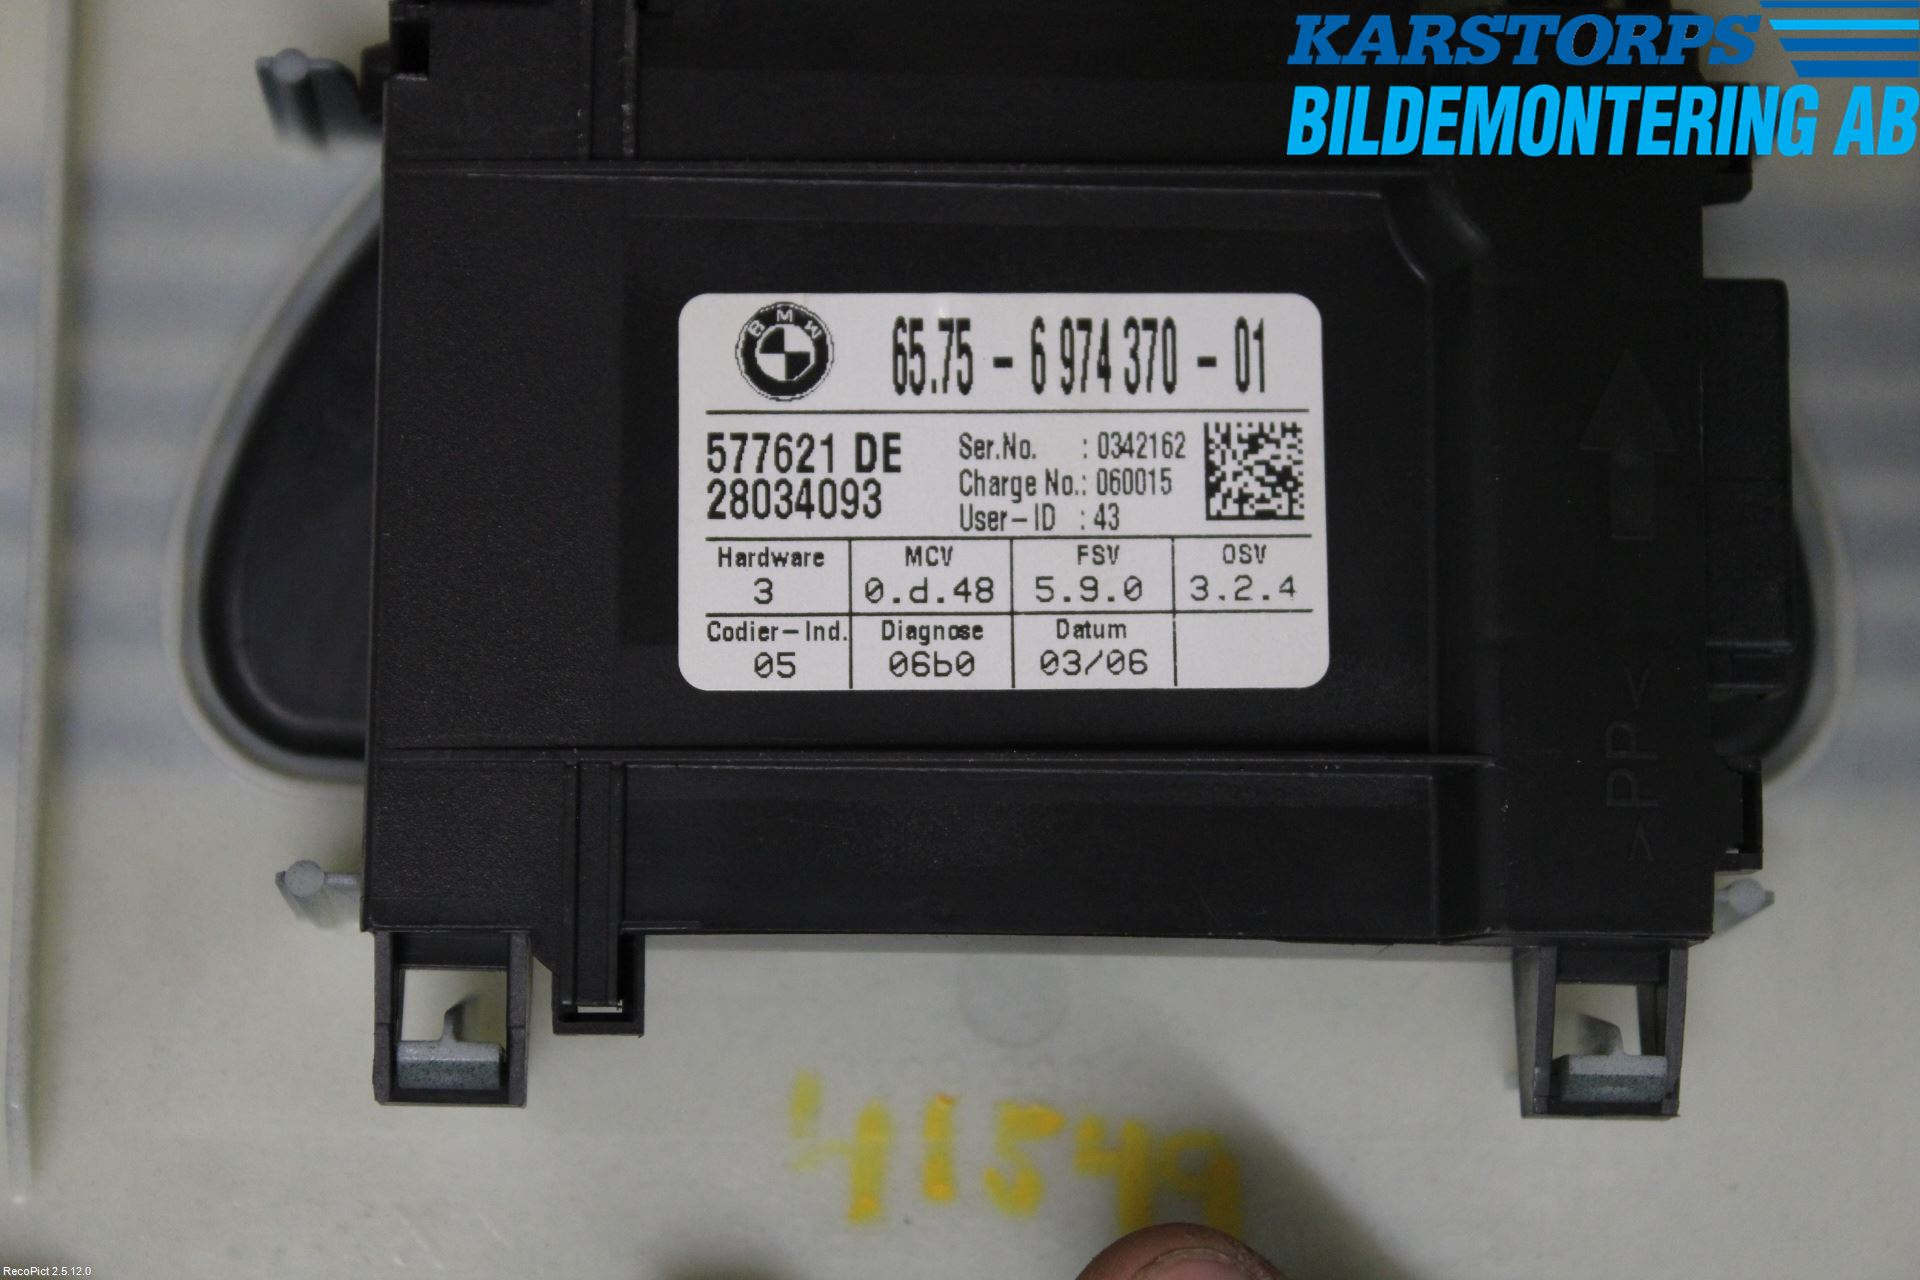 KARSTORPS
BILDEMONTERING AB
BMW
65.75 - 6 974 370 - 01
577621 DE
28034093
Ser.No. : 0342162
Charge No.: 060015
User-ID : 43
Hardware MCV FSV OSV
3 0.d.48 5.9.0 3.2.4
Codier-Ind. Diagnose Datum
05 06b0 03/06
>PP<
41549
RecoPict 2.5.12.0